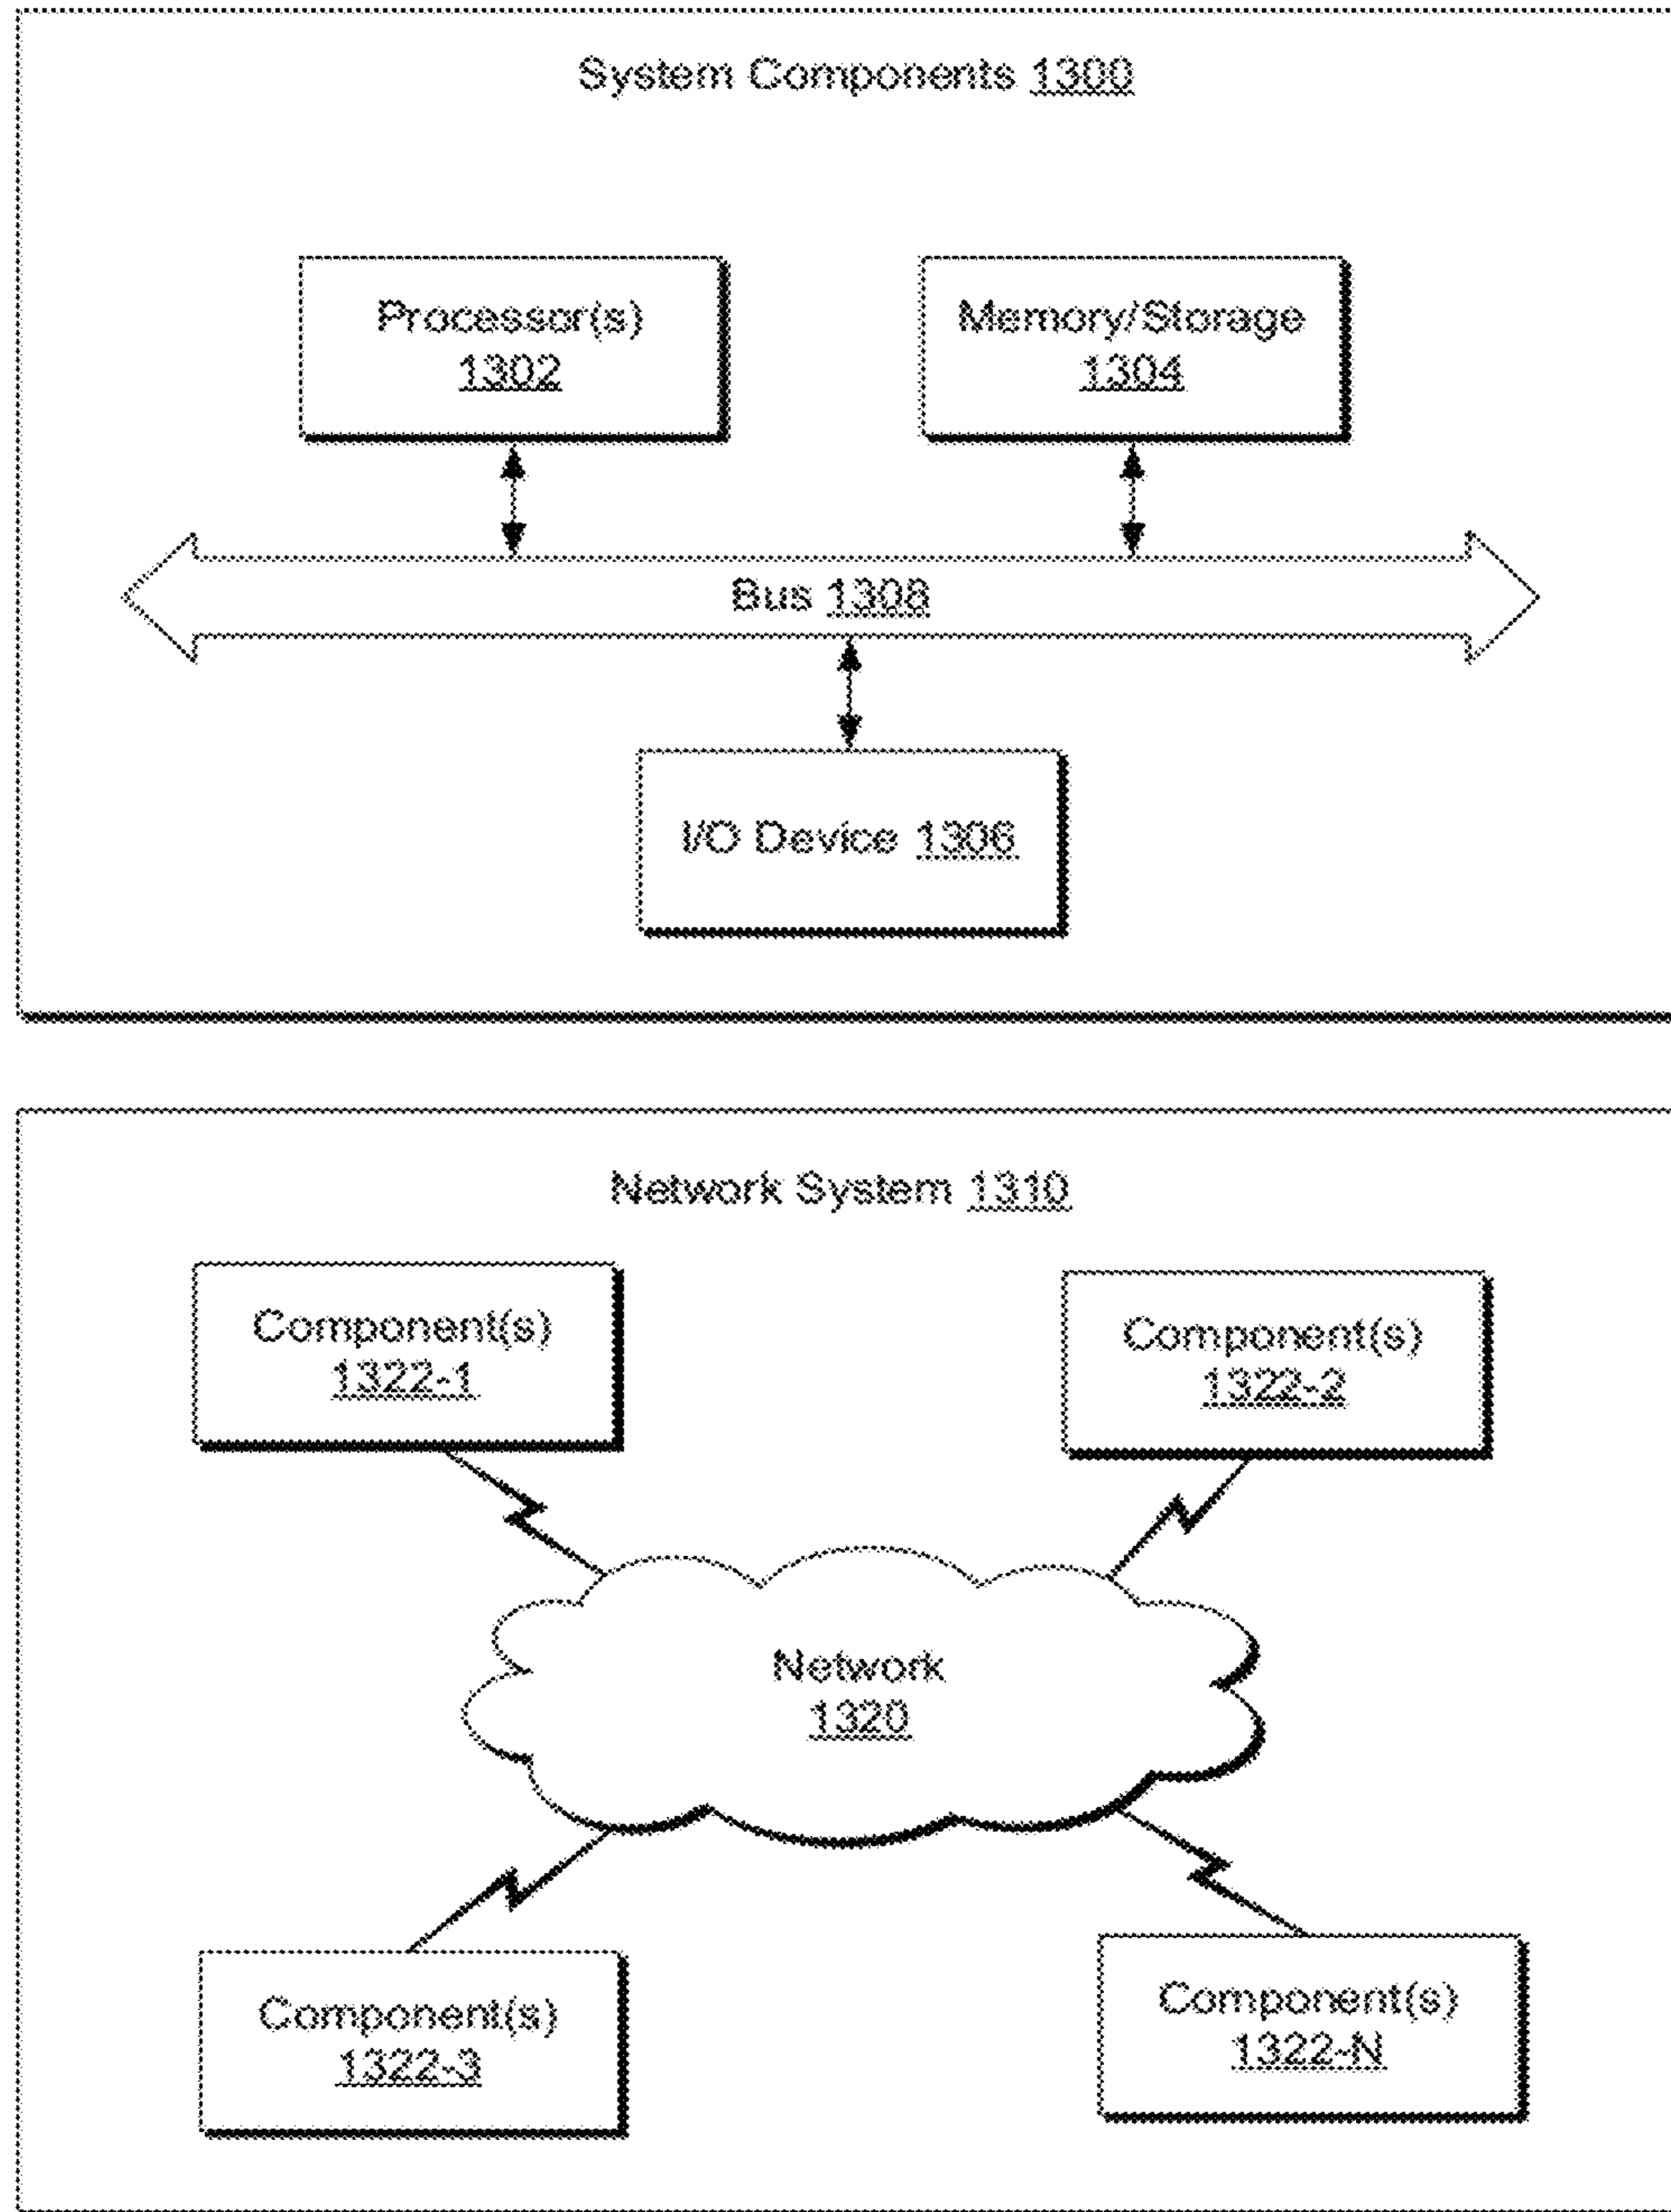 System Components 1300
Processor(s)
1302
Memory/Storage
1304
Bus 1308
I/O Device 1306
Network System 1310
Component(s)
1322-1
Component(s)
1322-2
Network
1320
Component(s)
1322-3
Component(s)
1322-N